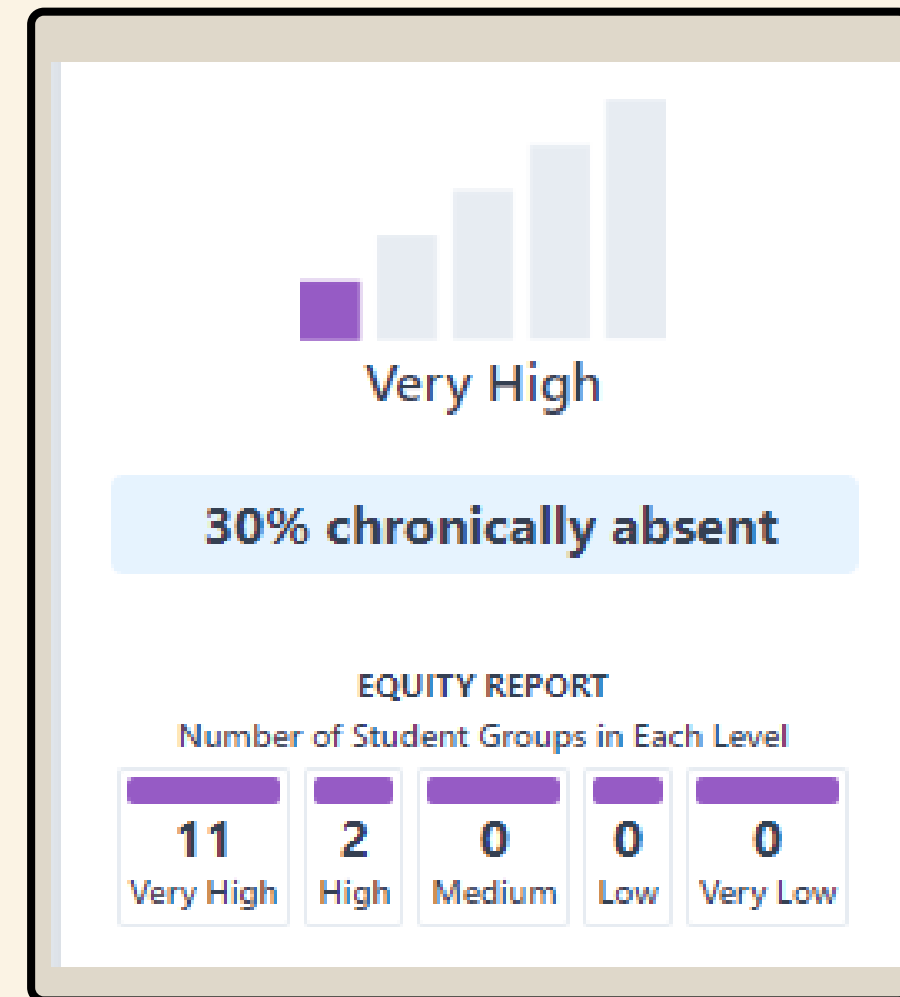 Very High
30% chronically absent
EQUITY REPORT
Number of Student Groups in Each Level
11 2 0 0 0
Very High High Medium Low Very Low